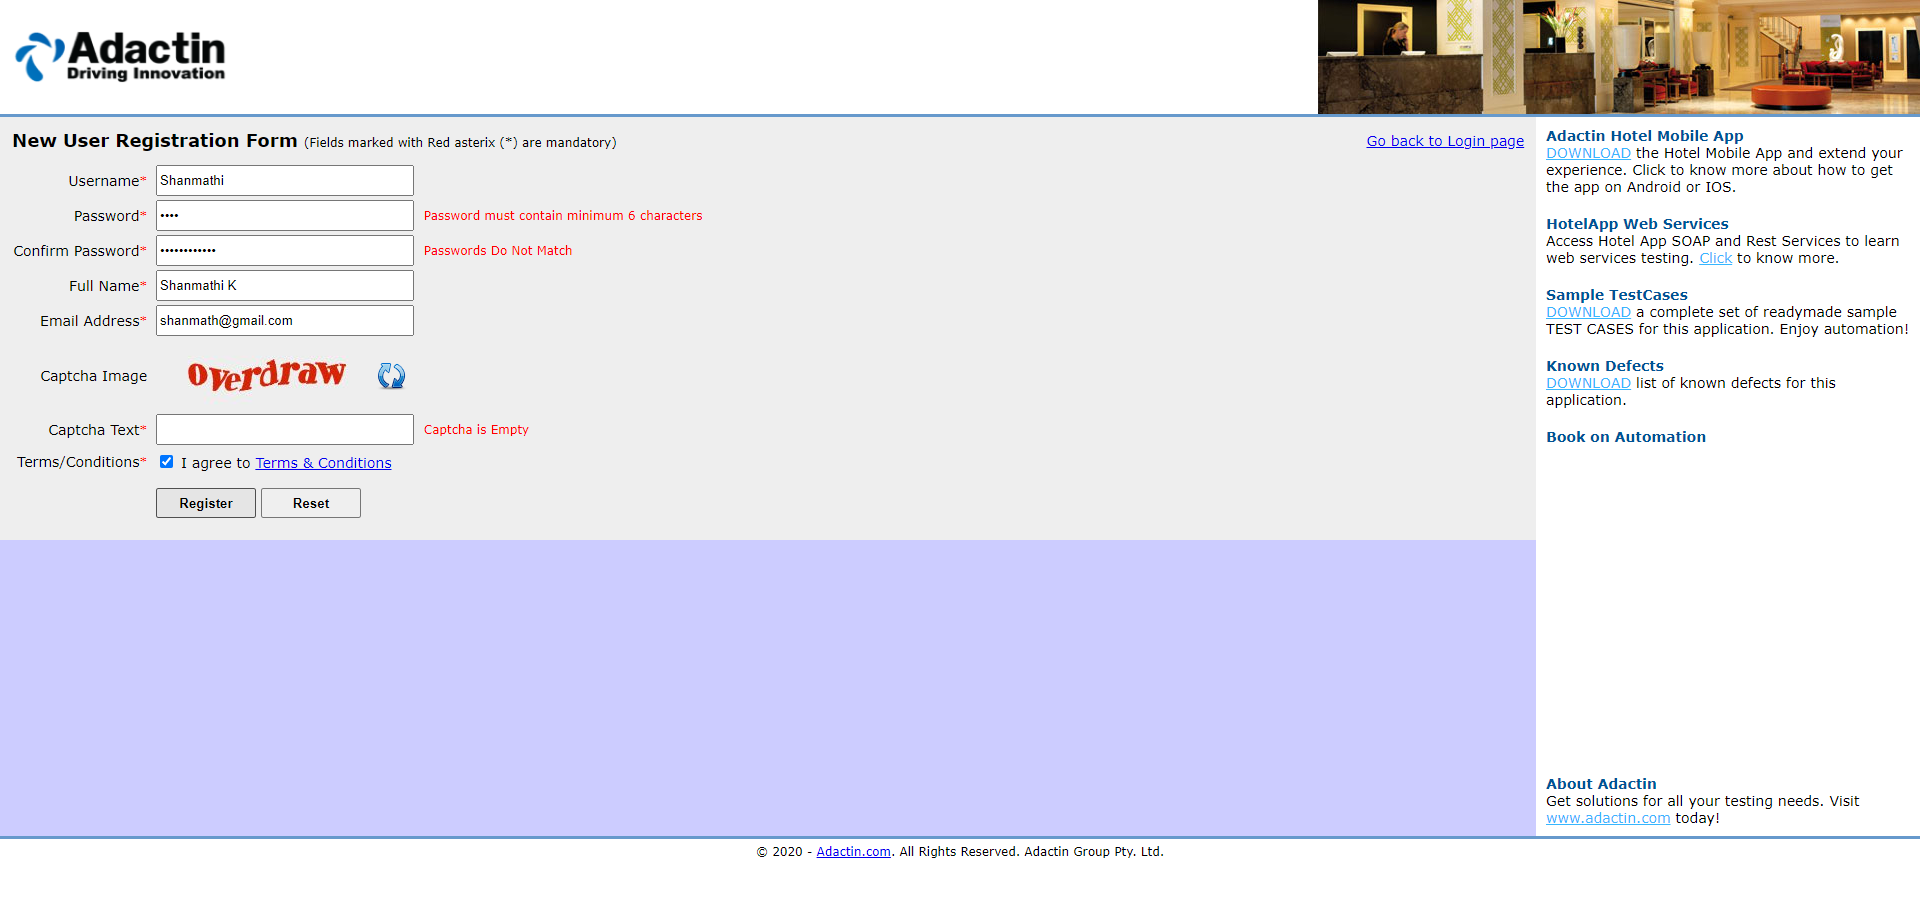 Adactin
Driving Innovation
New User Registration Form (Fields marked with Red asterix (*) are mandatory)
Go back to Login page
Username* Shanmathi
Password* •••• Password must contain minimum 6 characters
Confirm Password* •••••••••••• Passwords Do Not Match
Full Name* Shanmathi K
Email Address* shanmath@gmail.com
Captcha Image overdraw
Captcha Text* Captcha is Empty
Terms/Conditions* I agree to Terms & Conditions
Register Reset
Adactin Hotel Mobile App
DOWNLOAD the Hotel Mobile App and extend your
experience. Click to know more about how to get
the app on Android or IOS.
HotelApp Web Services
Access Hotel App SOAP and Rest Services to learn
web services testing. Click to know more.
Sample TestCases
DOWNLOAD a complete set of readymade sample
TEST CASES for this application. Enjoy automation!
Known Defects
DOWNLOAD list of known defects for this
application.
Book on Automation
About Adactin
Get solutions for all your testing needs. Visit
www.adactin.com today!
© 2020 - Adactin.com. All Rights Reserved. Adactin Group Pty. Ltd.